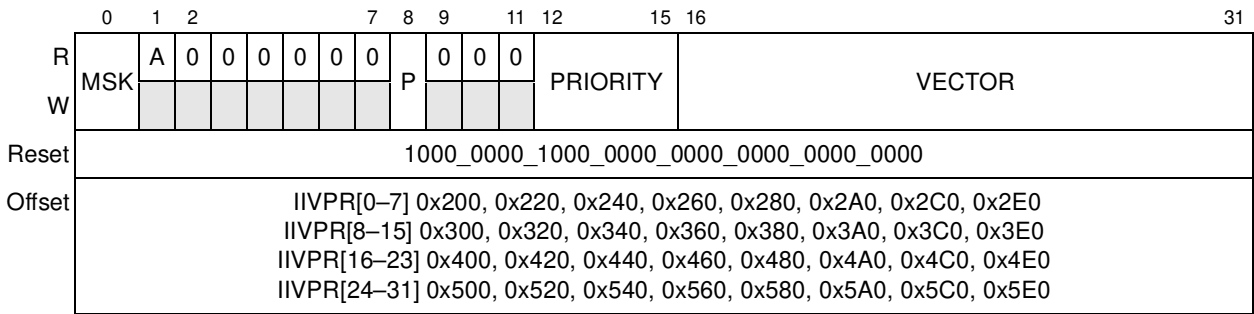 0 1 2 7 8 9 11 12 15 16 31
R MSK A 0 0 0 0 0 0 P 0 0 0 PRIORITY VECTOR
W
Reset 1000_0000_1000_0000_0000_0000_0000_0000
Offset IIVPR[0–7] 0x200, 0x220, 0x240, 0x260, 0x280, 0x2A0, 0x2C0, 0x2E0
IIVPR[8–15] 0x300, 0x320, 0x340, 0x360, 0x380, 0x3A0, 0x3C0, 0x3E0
IIVPR[16–23] 0x400, 0x420, 0x440, 0x460, 0x480, 0x4A0, 0x4C0, 0x4E0
IIVPR[24–31] 0x500, 0x520, 0x540, 0x560, 0x580, 0x5A0, 0x5C0, 0x5E0